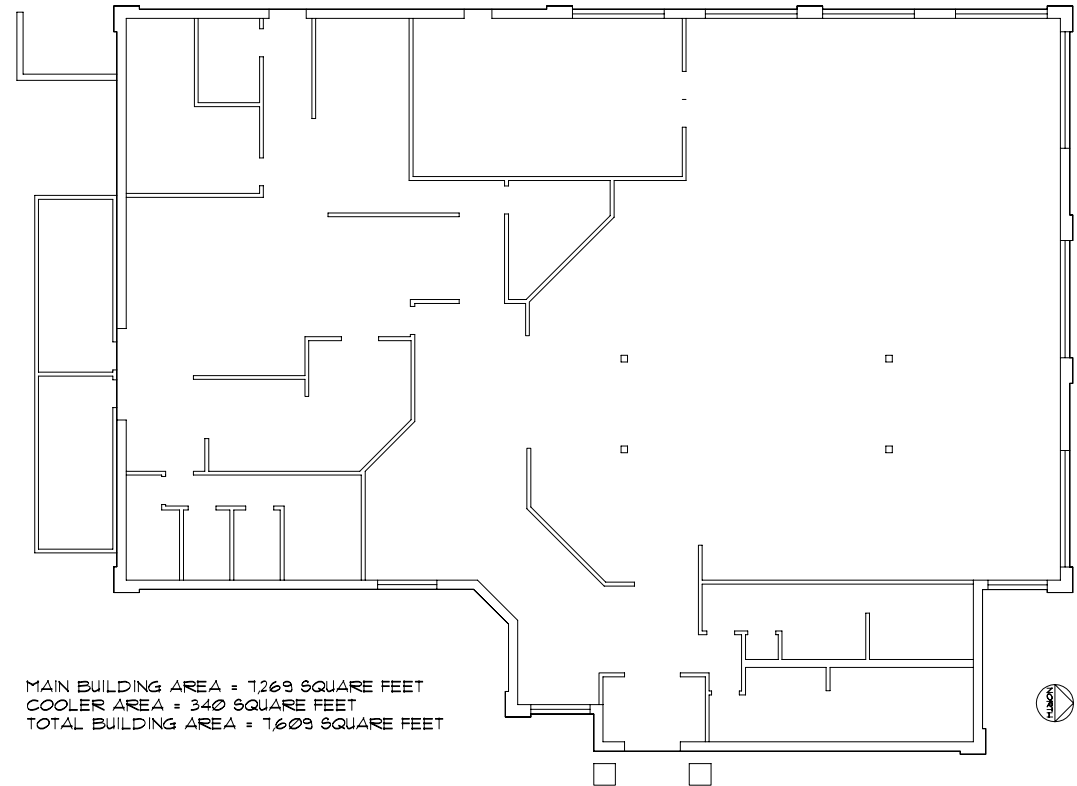 MAIN BUILDING AREA = 7,269 SQUARE FEET
COOLER AREA = 340 SQUARE FEET
TOTAL BUILDING AREA = 7,609 SQUARE FEET
NORTH